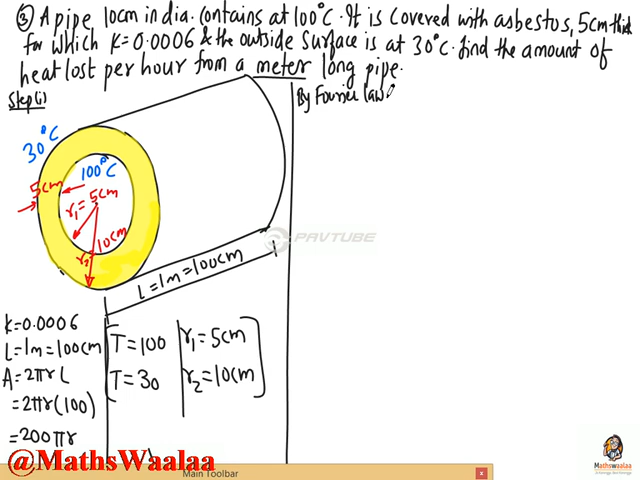 ③ A pipe 10cm in dia. Contains at 100°C. It is covered with asbestos, 5cm thick
for which K=0.0006 & the outside surface is at 30°C. find the amount of
heat lost per hour from a meter long pipe.
Step(1)
By Fourier law
30°C
100°C
5cm
r₁=5cm
r₂=10cm
PAVTUBE
L=1m=100cm
K=0.0006
L=1m=100cm
A=2πrL
=2πr(100)
=200πr
T=100
T=30
r₁=5cm
r₂=10cm
@MathsWaalaa
Main Toolbar
x
Mathswaalaa